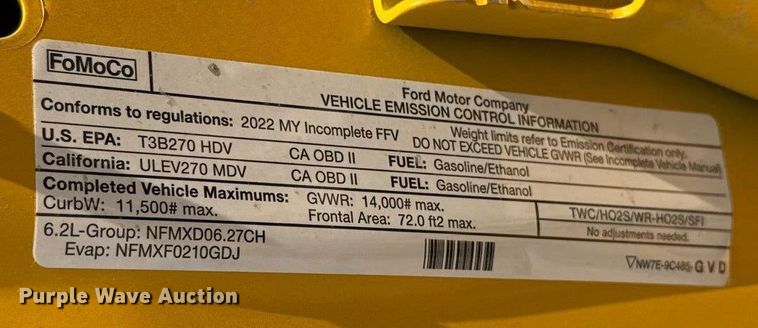 FoMoCo
Ford Motor Company
VEHICLE EMISSION CONTROL INFORMATION
Conforms to regulations: 2022 MY Incomplete FFV
Weight limits refer to Emission Certification only.
DO NOT EXCEED VEHICLE GVWR (See Incomplete Vehicle Manual)
U.S. EPA: T3B270 HDV CA OBD II FUEL: Gasoline/Ethanol
California: ULEV270 MDV CA OBD II FUEL: Gasoline/Ethanol
Completed Vehicle Maximums: GVWR: 14,000# max.
CurbW: 11,500# max. Frontal Area: 72.0 ft2 max.
TWC/HO2S/WR-HO2S/SFI
No adjustments needed.
6.2L-Group: NFMXD06.27CH
Evap: NFMXF0210GDJ
NW7E-9C485- G V D
Purple Wave Auction